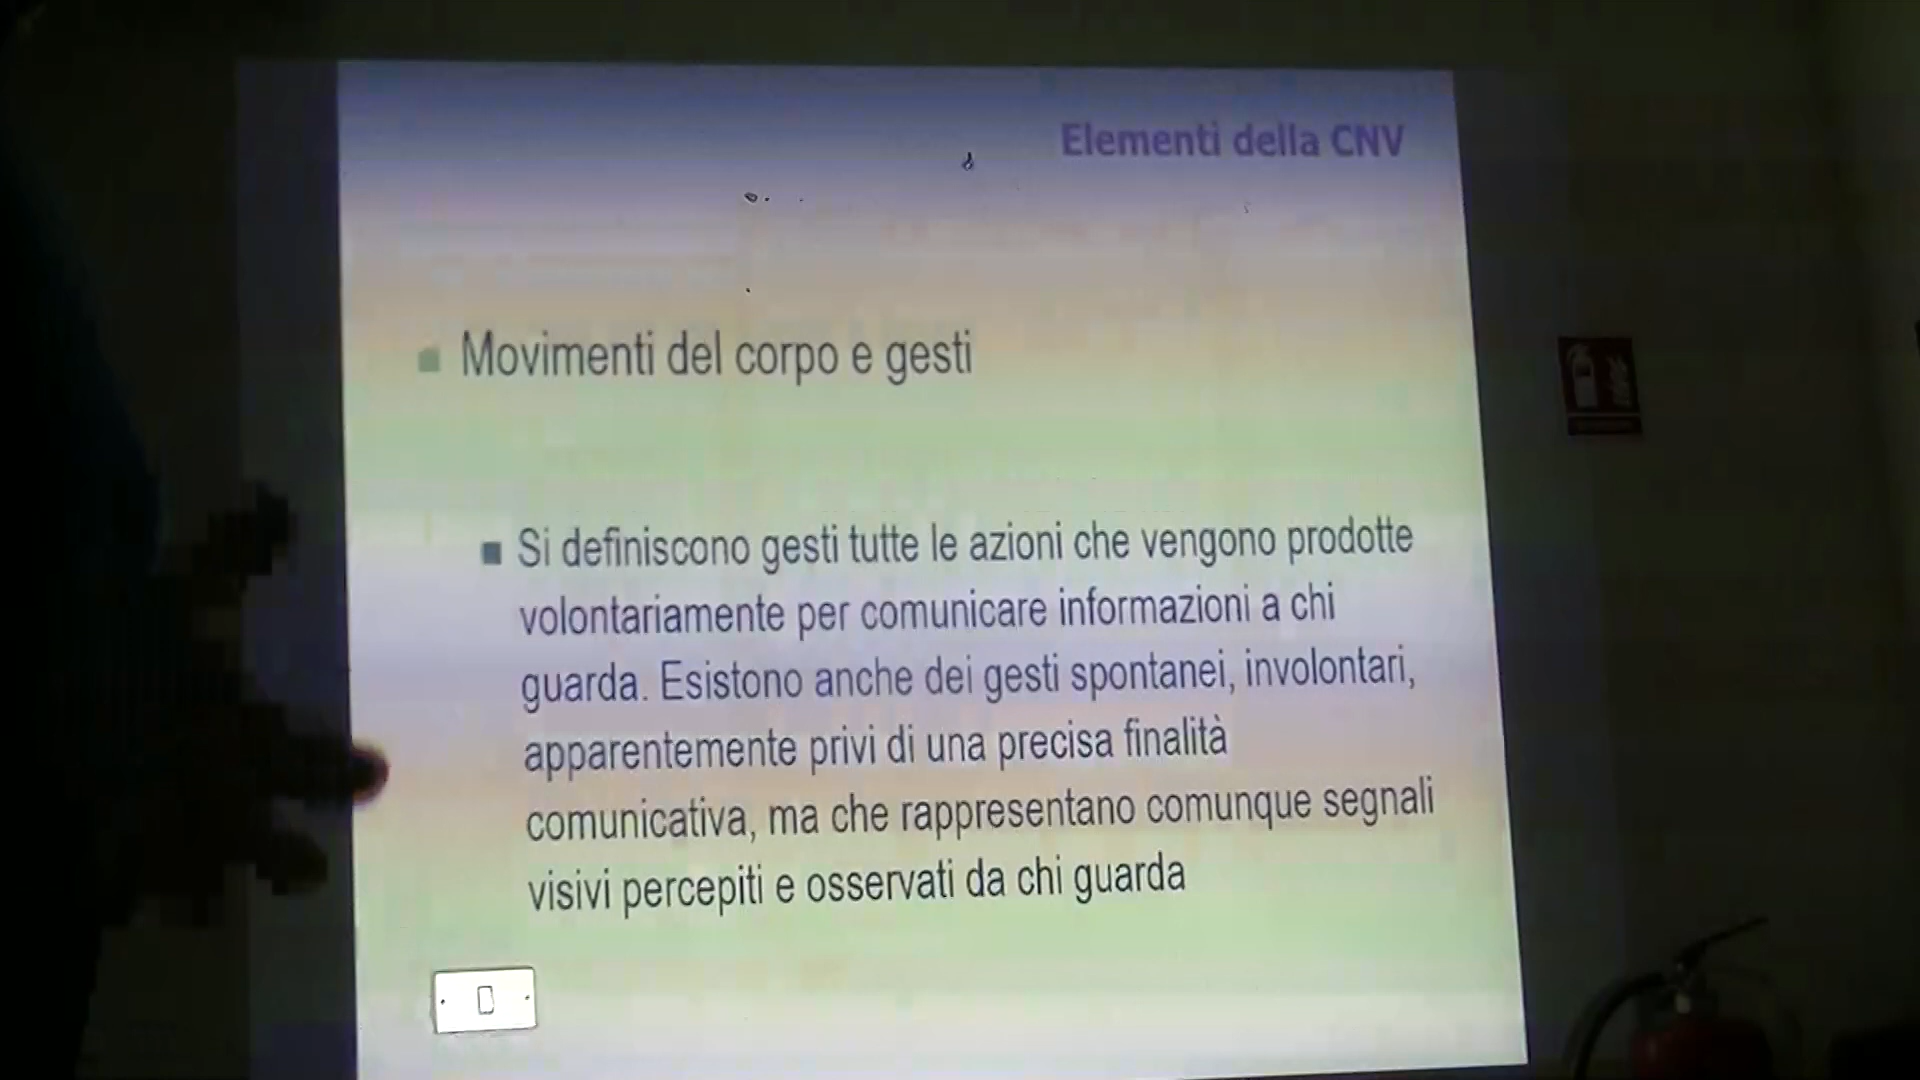 Elementi della CNV
Movimenti del corpo e gesti
Si definiscono gesti tutte le azioni che vengono prodotte
volontariamente per comunicare informazioni a chi
guarda. Esistono anche dei gesti spontanei, involontari,
apparentemente privi di una precisa finalità
comunicativa, ma che rappresentano comunque segnali
visivi percepiti e osservati da chi guarda